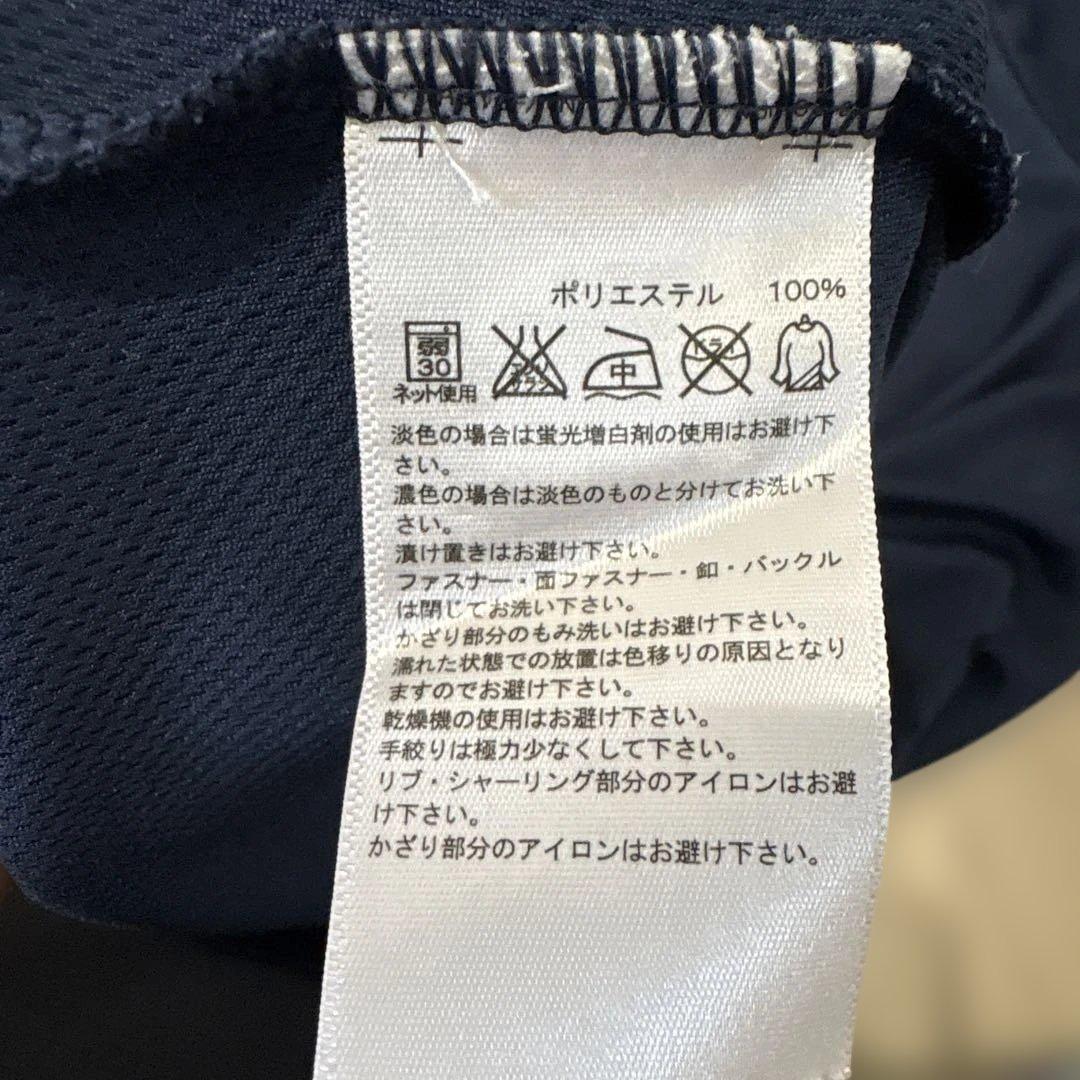 ポリエステル 100%
弱
30
ネット使用
中
淡色の場合は蛍光増白剤の使用はお避け下
さい。
濃色の場合は淡色のものと分けてお洗い下
さい。
漬け置きはお避け下さい。
ファスナー・面ファスナー・釦・バックル
は閉じてお洗い下さい。
かざり部分のもみ洗いはお避け下さい。
濡れた状態での放置は色移りの原因となり
ますのでお避け下さい。
乾燥機の使用はお避け下さい。
手絞りは極力少なくして下さい。
リブ・シャーリング部分のアイロンはお避
け下さい。
かざり部分のアイロンはお避け下さい。